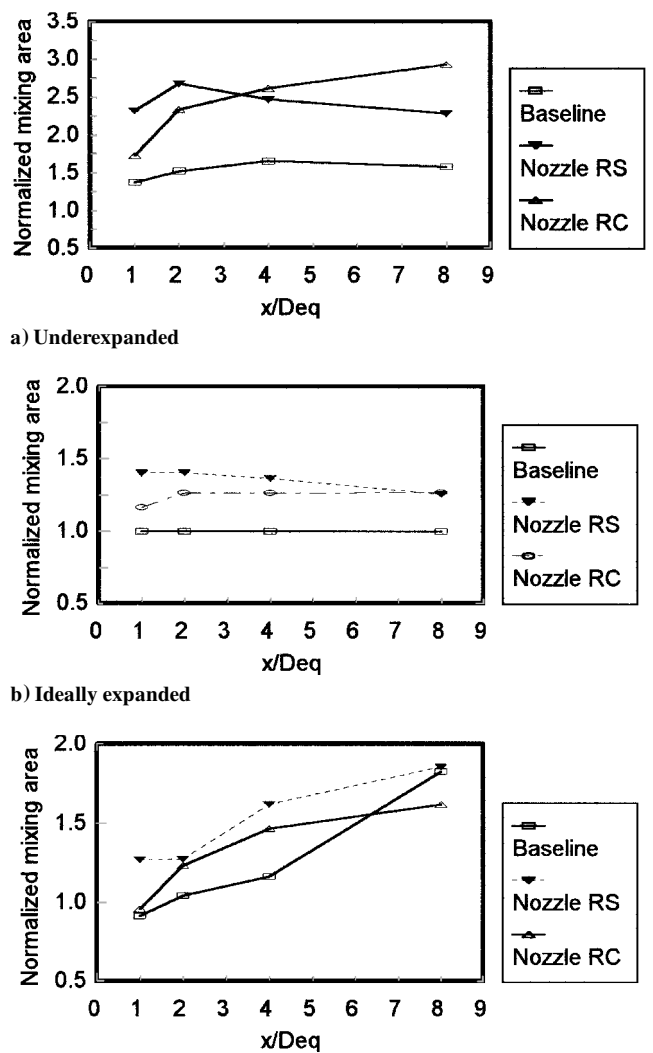 Normalized mixing area
3.5
3.0
2.5
2.0
1.5
1.0
0.5
0 1 2 3 4 5 6 7 8 9
x/Deq
Baseline
Nozzle RS
Nozzle RC
a) Underexpanded
Normalized mixing area
2.0
1.5
1.0
0.5
0 1 2 3 4 5 6 7 8 9
x/Deq
Baseline
Nozzle RS
Nozzle RC
b) Ideally expanded
Normalized mixing area
2.0
1.5
1.0
0.5
0 1 2 3 4 5 6 7 8 9
x/Deq
Baseline
Nozzle RS
Nozzle RC